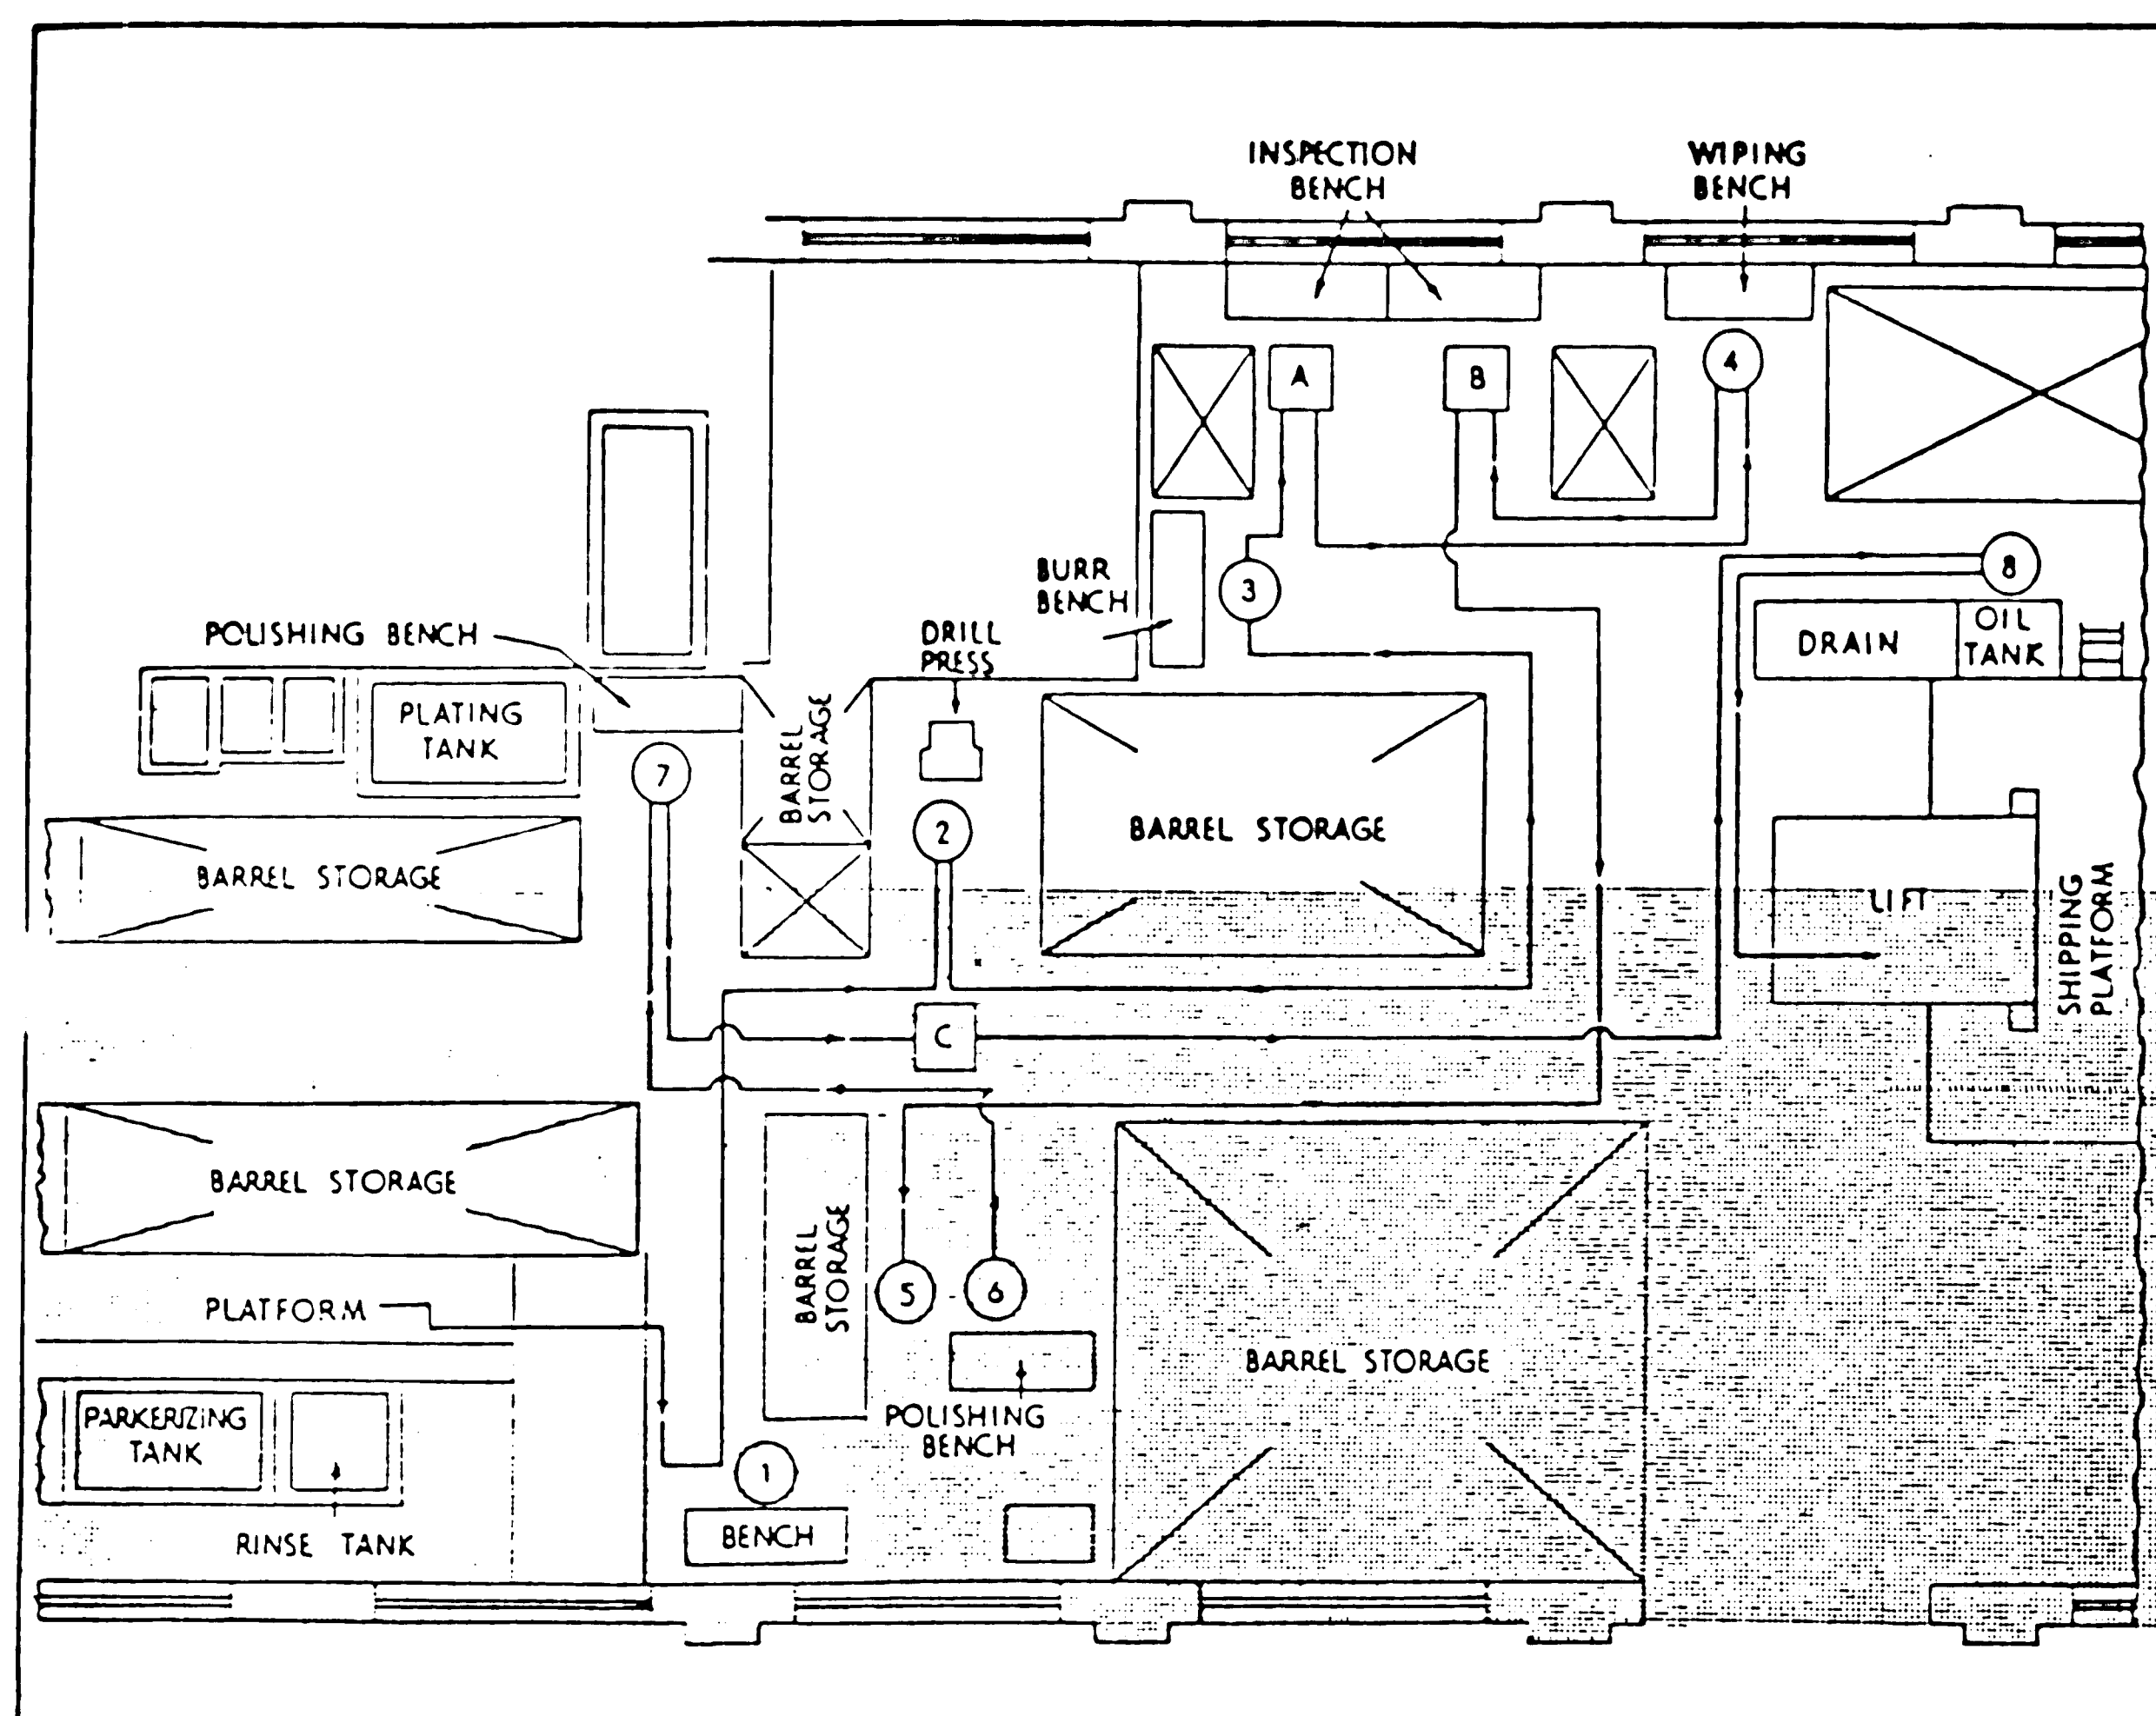 INSPECTION
BENCH
WIPING
BENCH
A
B
4
BURR
BENCH
3
8
DRAIN
OIL
TANK
POLISHING BENCH
DRILL
PRESS
PLATING
TANK
7
BARREL
STORAGE
2
BARREL STORAGE
BARREL STORAGE
LIFT
SHIPPING
PLATFORM
C
BARREL STORAGE
BARREL
STORAGE
5
6
PLATFORM
BARREL STORAGE
PARKERIZING
TANK
POLISHING
BENCH
1
BENCH
RINSE TANK